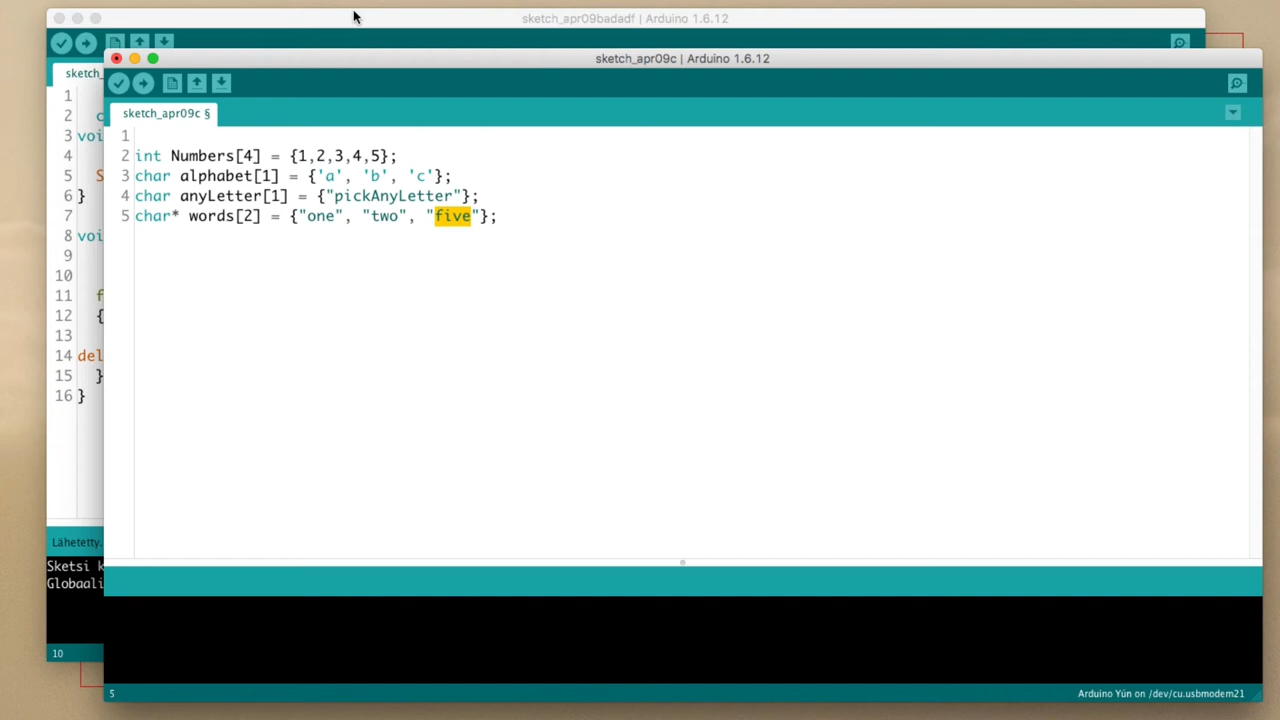 sketch_apr09badadf | Arduino 1.6.12
sketch_apr09c | Arduino 1.6.12
sketch_
sketch_apr09c §
1
2 c
3 voi
4
5 S
6 }
7
8 voi
9
10
11 f
12 {
13
14 del
15 }
16 }
1
2 int Numbers[4] = {1,2,3,4,5};
3 char alphabet[1] = {'a', 'b', 'c'};
4 char anyLetter[1] = {"pickAnyLetter"};
5 char* words[2] = {"one", "two", "five"};
Lähetetty.
Sketsi k
Globaali
10
5
Arduino Yún on /dev/cu.usbmodem21